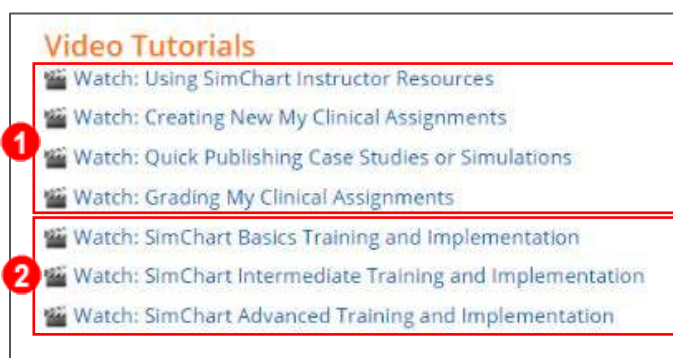 Video Tutorials
Watch: Using SimChart Instructor Resources
Watch: Creating New My Clinical Assignments
1
Watch: Quick Publishing Case Studies or Simulations
Watch: Grading My Clinical Assignments
Watch: SimChart Basics Training and Implementation
2
Watch: SimChart Intermediate Training and Implementation
Watch: SimChart Advanced Training and Implementation